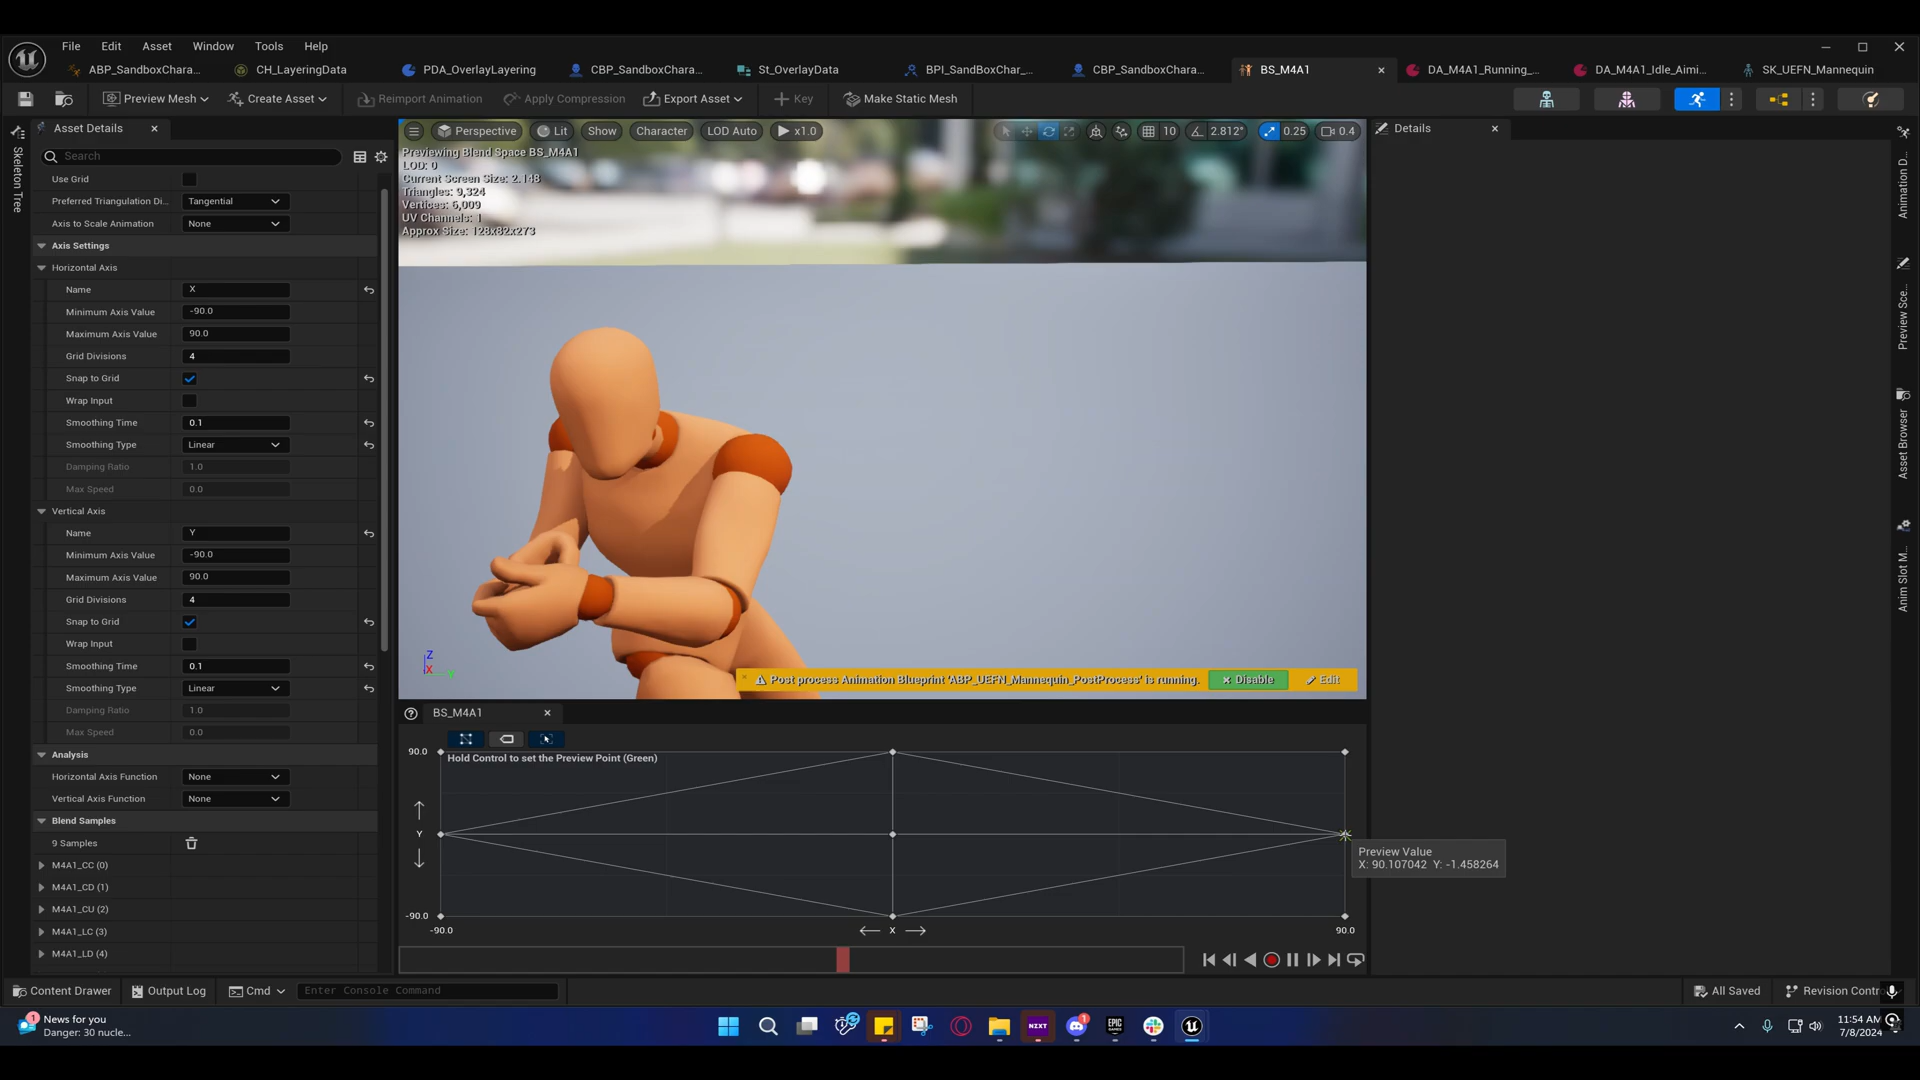 File Edit Asset Window Tools Help
ABP_SandboxChara... CH_LayeringData PDA_OverlayLayering CBP_SandboxChara... St_OverlayData BPI_SandBoxChar_... CBP_SandboxChara... BS_M4A1 DA_M4A1_Running_... DA_M4A1_Idle_Aimi... SK_UEFN_Mannequin
Preview Mesh Create Asset Reimport Animation Apply Compression Export Asset Key Make Static Mesh
Skeleton Tree
Asset Details
Search
Use Grid
Preferred Triangulation Di... Tangential
Axis to Scale Animation None
Axis Settings
Horizontal Axis
Name X
Minimum Axis Value -90.0
Maximum Axis Value 90.0
Grid Divisions 4
Snap to Grid
Wrap Input
Smoothing Time 0.1
Smoothing Type Linear
Damping Ratio 1.0
Max Speed 0.0
Vertical Axis
Name Y
Minimum Axis Value -90.0
Maximum Axis Value 90.0
Grid Divisions 4
Snap to Grid
Wrap Input
Smoothing Time 0.1
Smoothing Type Linear
Damping Ratio 1.0
Max Speed 0.0
Analysis
Horizontal Axis Function None
Vertical Axis Function None
Blend Samples
9 Samples
M4A1_CC (0)
M4A1_CD (1)
M4A1_CU (2)
M4A1_LC (3)
M4A1_LD (4)
Perspective Lit Show Character LOD Auto x1.0 10 2.812° 0.25 0.4
Previewing Blend Space BS_M4A1
LOD: 0
Current Screen Size: 2.148
Triangles: 9,324
Vertices: 6,009
UV Channels: 1
Approx Size: 128x82x273
Z
X
Post process Animation Blueprint 'ABP_UEFN_Mannequin_PostProcess' is running. Disable Edit
BS_M4A1
90.0
Hold Control to set the Preview Point (Green)
Y
-90.0
-90.0 X 90.0
Preview Value
X: 90.107042 Y: -1.458264
Details
Animation D...
Preview Sce...
Asset Browser
Anim Slot M...
Content Drawer Output Log Cmd Enter Console Command All Saved Revision Contr
1
News for you
Danger: 30 nucle...
NZXT
1
EPIC
GAMES
11:54 AM
7/8/2024